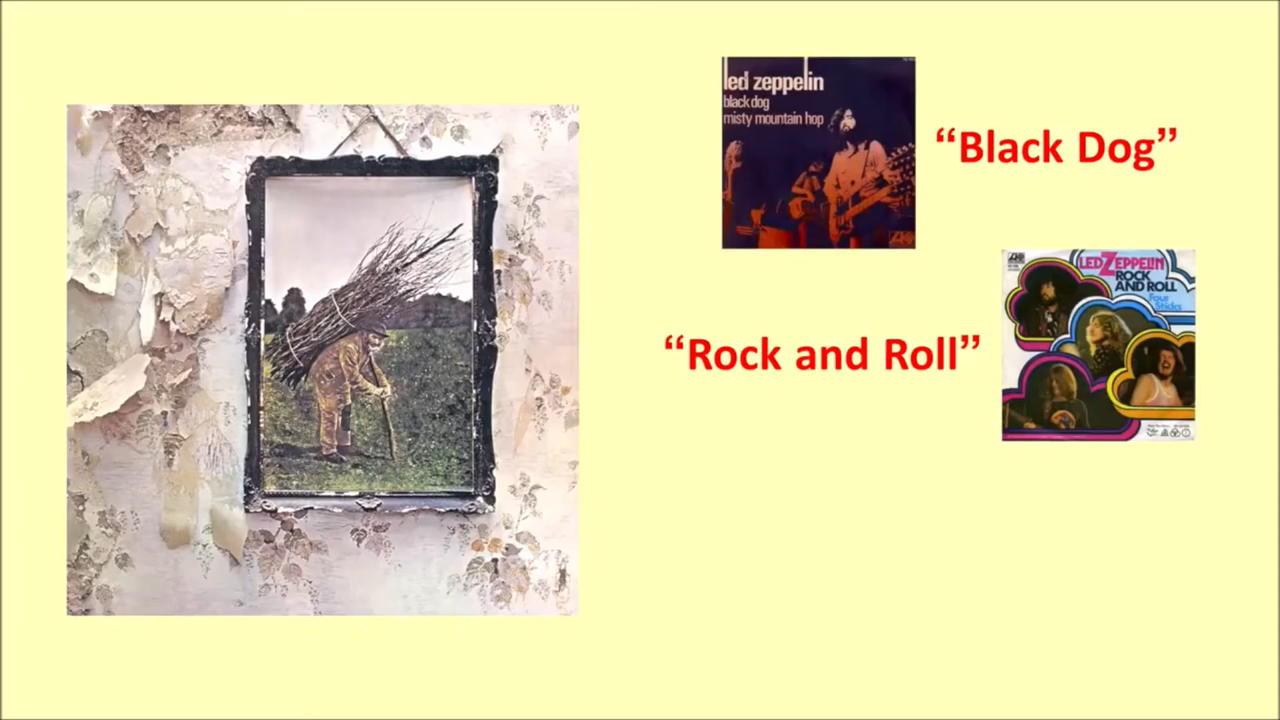 led zeppelin
black dog
misty mountain hop
“Black Dog”
LED ZEPPELIN
ROCK
AND ROLL
Four
Sticks
“Rock and Roll”